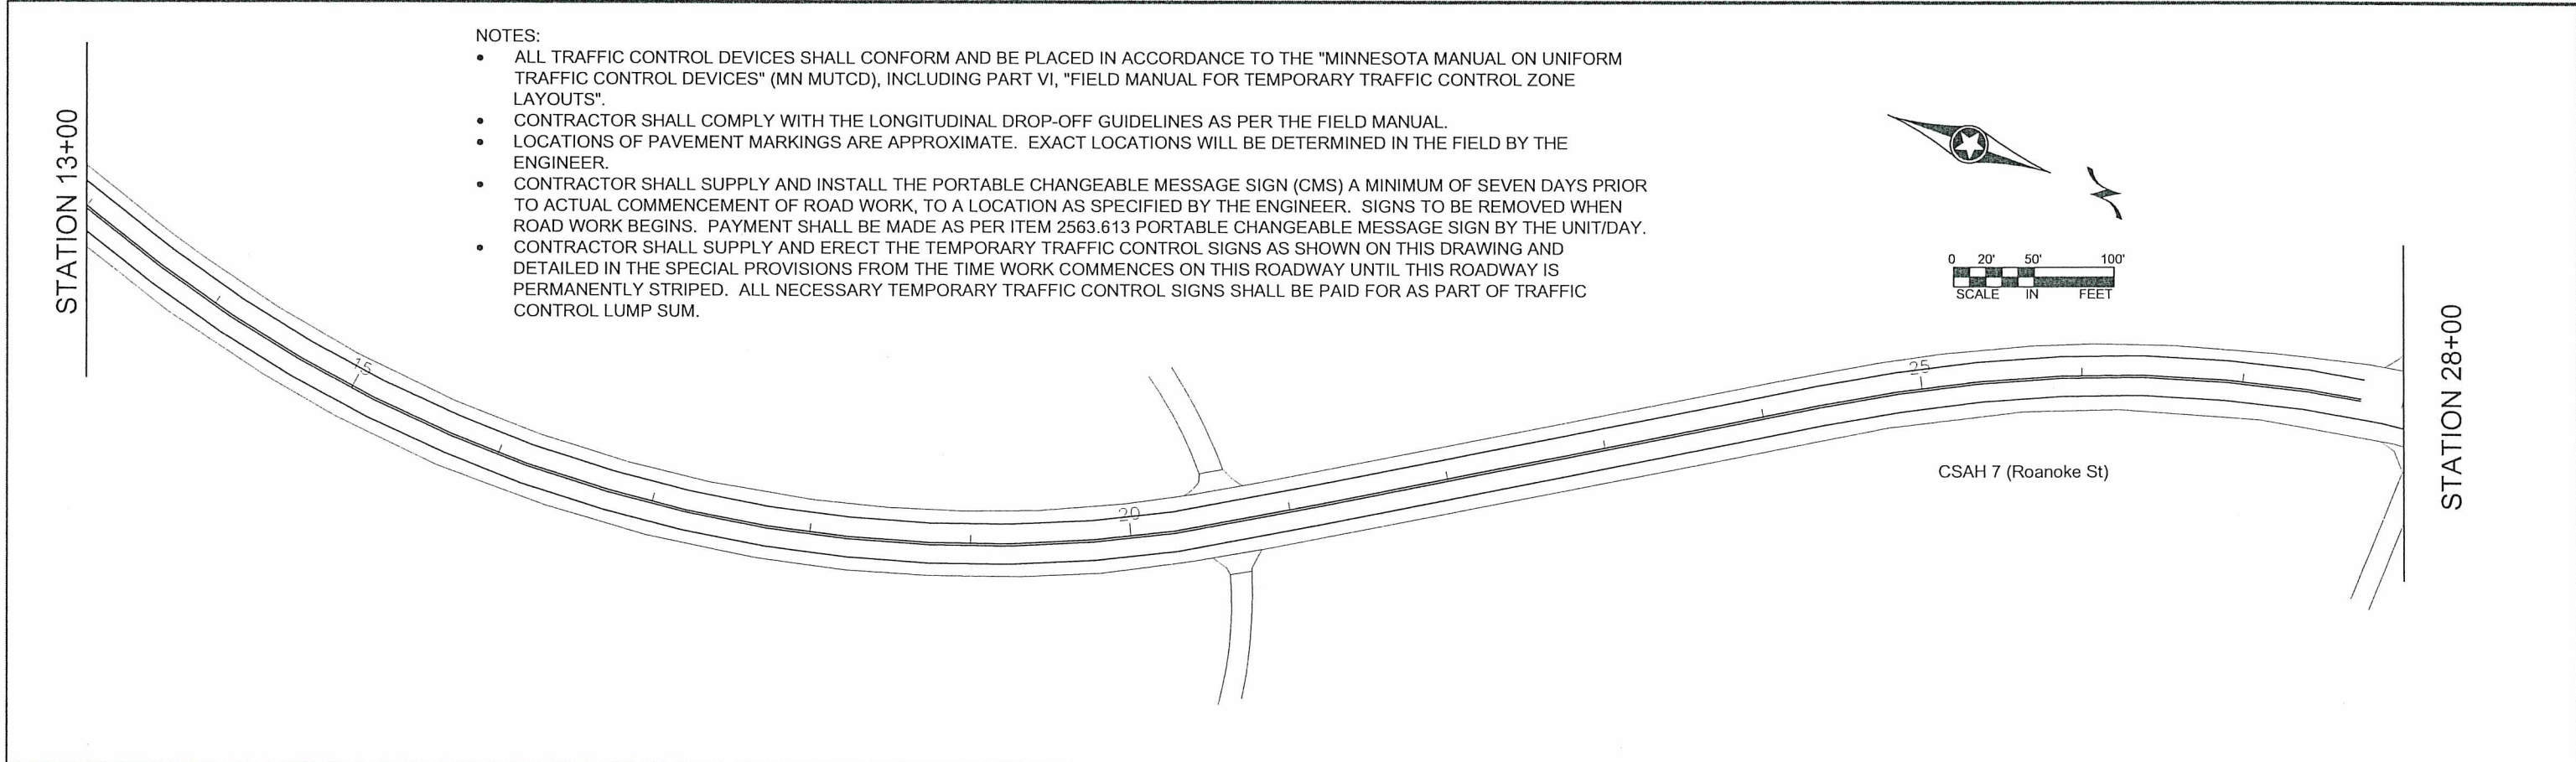 NOTES:
• ALL TRAFFIC CONTROL DEVICES SHALL CONFORM AND BE PLACED IN ACCORDANCE TO THE "MINNESOTA MANUAL ON UNIFORM
TRAFFIC CONTROL DEVICES" (MN MUTCD), INCLUDING PART VI, "FIELD MANUAL FOR TEMPORARY TRAFFIC CONTROL ZONE
LAYOUTS".
• CONTRACTOR SHALL COMPLY WITH THE LONGITUDINAL DROP-OFF GUIDELINES AS PER THE FIELD MANUAL.
• LOCATIONS OF PAVEMENT MARKINGS ARE APPROXIMATE. EXACT LOCATIONS WILL BE DETERMINED IN THE FIELD BY THE
ENGINEER.
• CONTRACTOR SHALL SUPPLY AND INSTALL THE PORTABLE CHANGEABLE MESSAGE SIGN (CMS) A MINIMUM OF SEVEN DAYS PRIOR
TO ACTUAL COMMENCEMENT OF ROAD WORK, TO A LOCATION AS SPECIFIED BY THE ENGINEER. SIGNS TO BE REMOVED WHEN
ROAD WORK BEGINS. PAYMENT SHALL BE MADE AS PER ITEM 2563.613 PORTABLE CHANGEABLE MESSAGE SIGN BY THE UNIT/DAY.
• CONTRACTOR SHALL SUPPLY AND ERECT THE TEMPORARY TRAFFIC CONTROL SIGNS AS SHOWN ON THIS DRAWING AND
DETAILED IN THE SPECIAL PROVISIONS FROM THE TIME WORK COMMENCES ON THIS ROADWAY UNTIL THIS ROADWAY IS
PERMANENTLY STRIPED. ALL NECESSARY TEMPORARY TRAFFIC CONTROL SIGNS SHALL BE PAID FOR AS PART OF TRAFFIC
CONTROL LUMP SUM.
STATION 13+00
N
0 20' 50' 100'
SCALE IN FEET
15
20
25
CSAH 7 (Roanoke St)
STATION 28+00